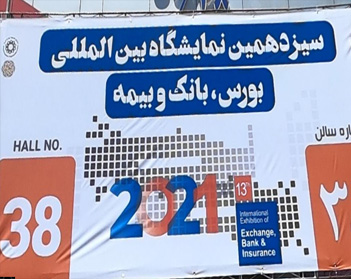 سیزدهمین نمایشگاه بین المللی
بورس، بانک و بیمه
HALL NO.
38
2021
13th
International
Exhibition of
Exchange,
Bank &
Insurance
ره سالن
۳